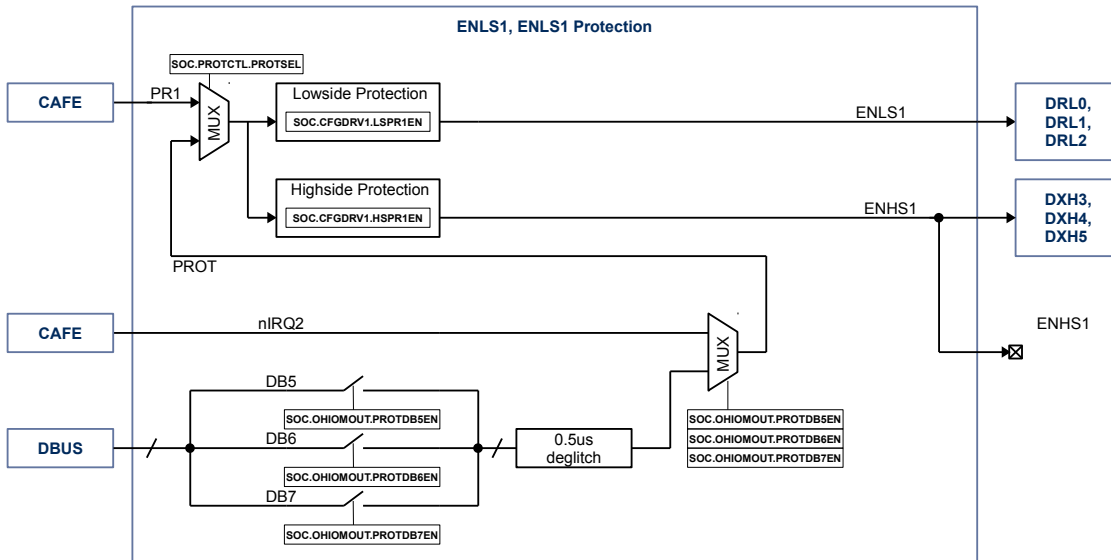 ENLS1, ENLS1 Protection
SOC.PROTCTL.PROTSEL
CAFE
PR1
MUX
Lowside Protection
SOC.CFGDRV1.LSPR1EN
ENLS1
DRL0,
DRL1,
DRL2
Highside Protection
SOC.CFGDRV1.HSPR1EN
ENHS1
DXH3,
DXH4,
DXH5
PROT
CAFE
nIRQ2
MUX
ENHS1
DB5
SOC.OHIOMOUT.PROTDB5EN
SOC.OHIOMOUT.PROTDB5EN
SOC.OHIOMOUT.PROTDB6EN
SOC.OHIOMOUT.PROTDB7EN
DBUS
DB6
SOC.OHIOMOUT.PROTDB6EN
0.5us
deglitch
DB7
SOC.OHIOMOUT.PROTDB7EN